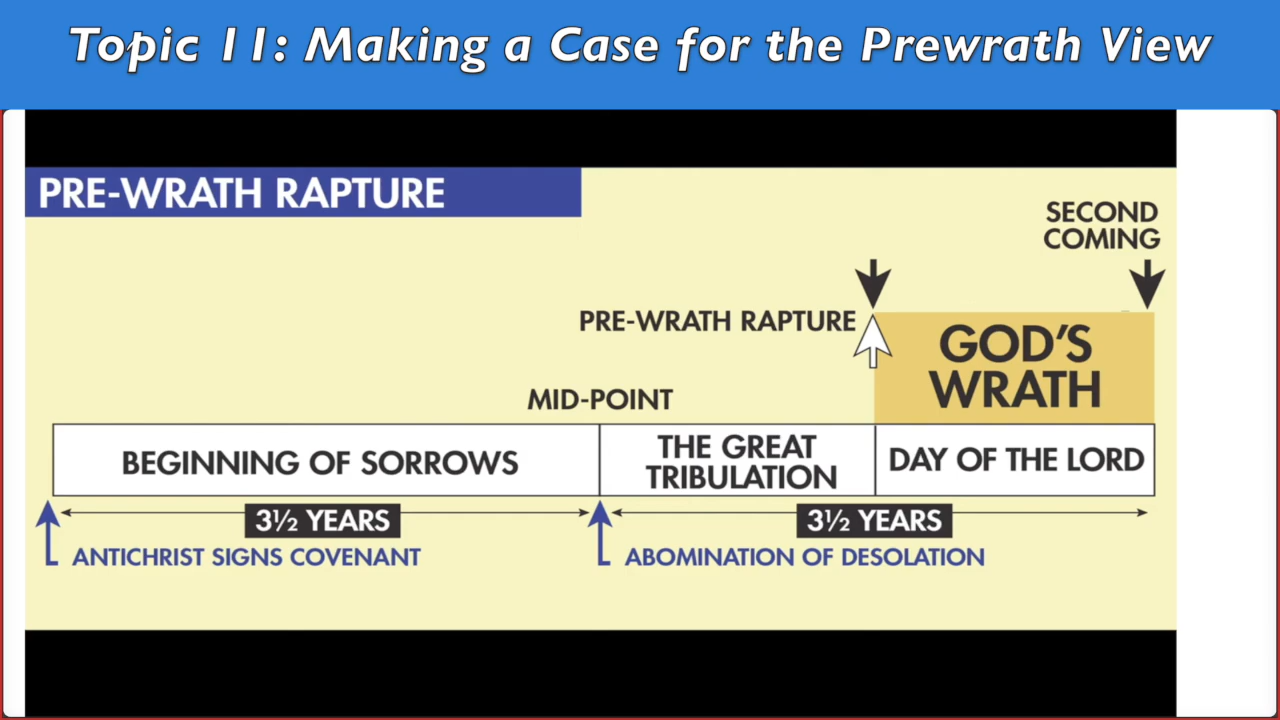 Topic 11: Making a Case for the Prewrath View
PRE-WRATH RAPTURE
SECOND
COMING
PRE-WRATH RAPTURE
GOD'S
WRATH
MID-POINT
BEGINNING OF SORROWS
THE GREAT
TRIBULATION
DAY OF THE LORD
3½ YEARS
3½ YEARS
ANTICHRIST SIGNS COVENANT
ABOMINATION OF DESOLATION